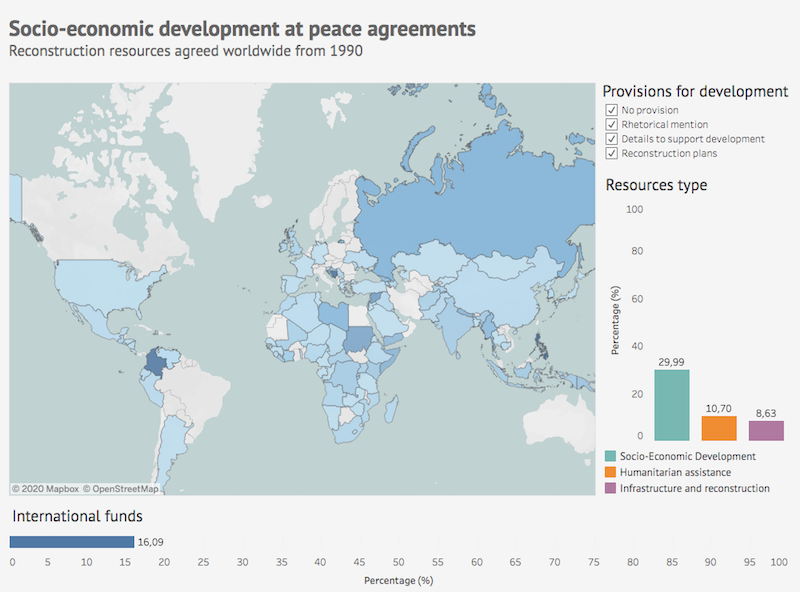 Socio-economic development at peace agreements
Reconstruction resources agreed worldwide from 1990
Provisions for development
No provision
Rhetorical mention
Details to support development
Reconstruction plans
Resources type
100
80
60
40
20
0
Percentage (%)
29,99
10,70
8,63
Socio-Economic Development
Humanitarian assistance
Infrastructure and reconstruction
© 2020 Mapbox © OpenStreetMap
International funds
16,09
0 5 10 15 20 25 30 35 40 45 50 55 60 65 70 75 80 85 90 95 100
Percentage (%)